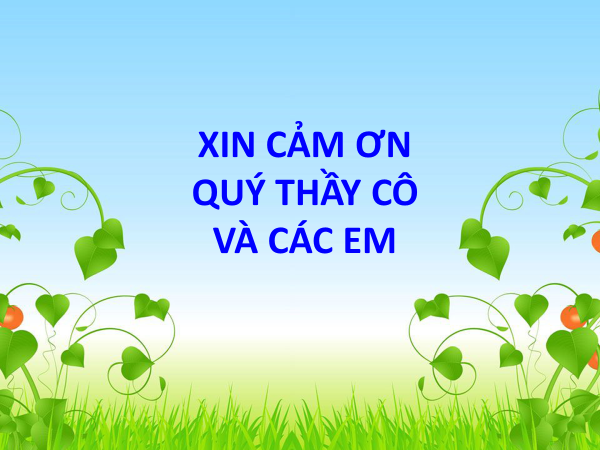 XIN CẢM ƠN
QUÝ THẦY CÔ
VÀ CÁC EM